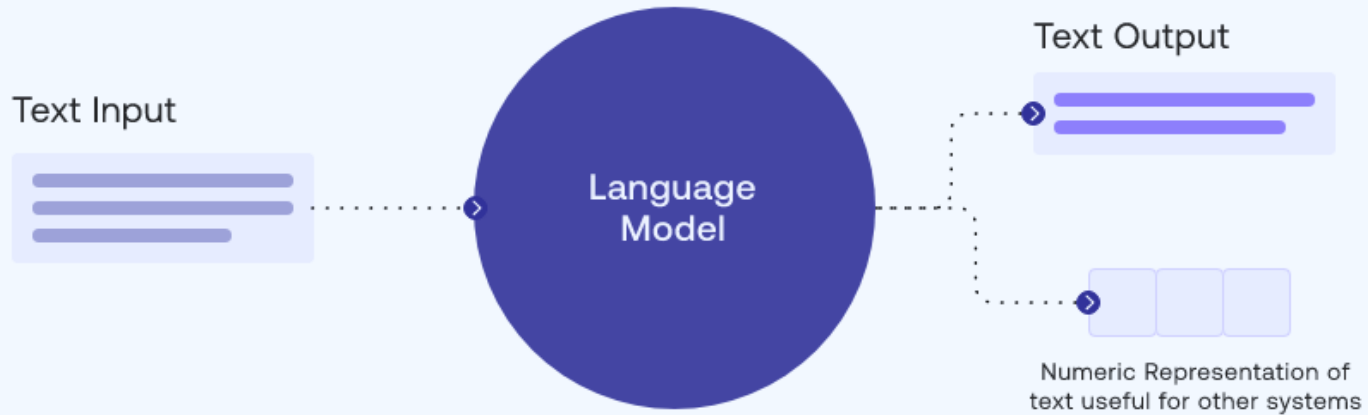 Text Input
Language
Model
Text Output
Numeric Representation of
text useful for other systems